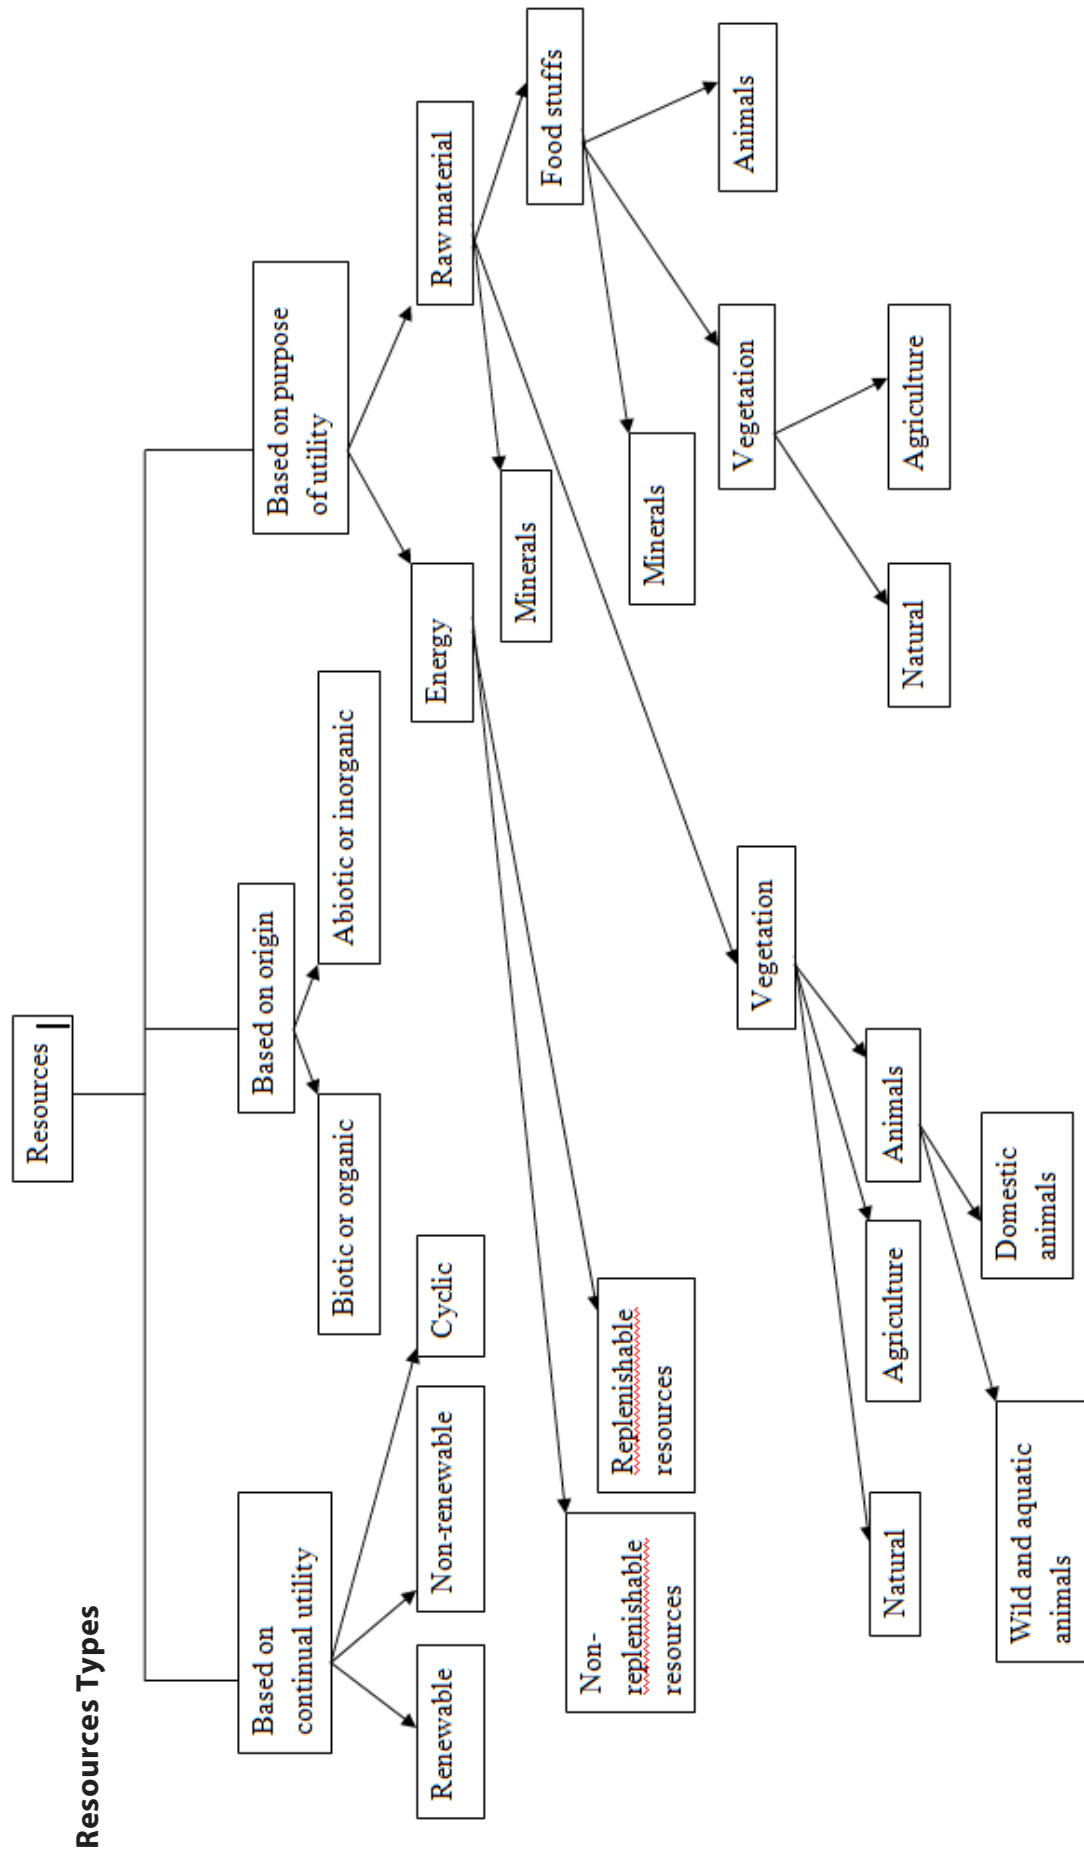 Resources Types
Resources
Based on
continual utility
Based on origin
Based on purpose
of utility
Renewable
Non-renewable
Cyclic
Biotic or organic
Abiotic or inorganic
Energy
Raw material
Non-
replenishable
resources
Replenishable
resources
Minerals
Food stuffs
Minerals
Vegetation
Vegetation
Animals
Natural
Agriculture
Animals
Natural
Agriculture
Wild and aquatic
animals
Domestic
animals